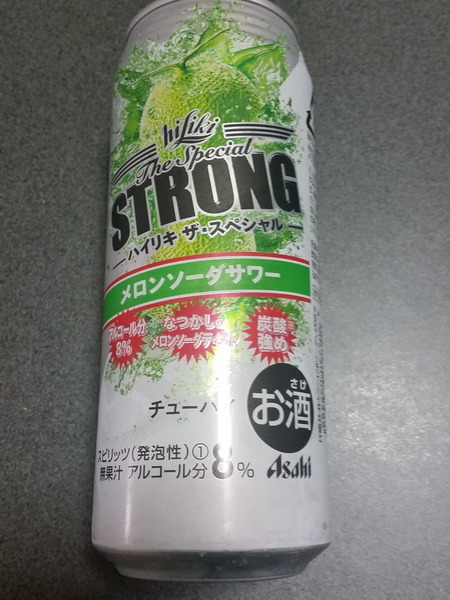 hiLiki
The Special
STRONG
ハイリキ ザ・スペシャル
メロンソーダサワー
アルコール分
8%
なつかしの
メロンソーダテイスト
炭酸
強め
チューハイ
さけ
お酒
スピリッツ(発泡性)①
無果汁 アルコール分8%
Asahi